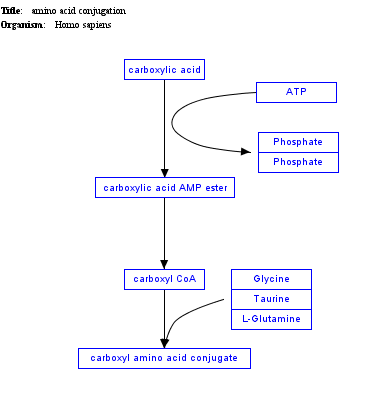 Title: amino acid conjugation
Organism: Homo sapiens
carboxylic acid
ATP
Phosphate
Phosphate
carboxylic acid AMP ester
carboxyl CoA
Glycine
Taurine
L-Glutamine
carboxyl amino acid conjugate